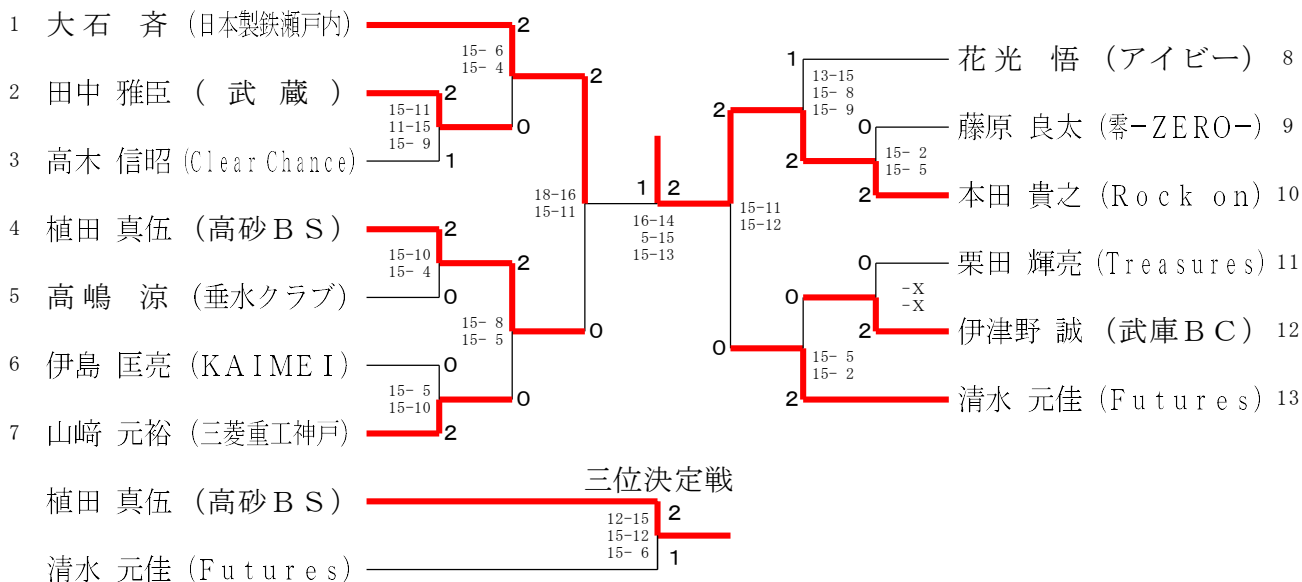 1 大石 斉 (日本製鉄瀬戸内)
2
15- 6
15- 4
2
2 田中 雅臣 (武蔵)
2
15-11
11-15
15- 9
0
3 高木 信昭 (Clear Chance)
1
18-16
15-11
4 植田 真伍 (高砂BS)
2
15-10
15- 4
2
5 高嶋 涼 (垂水クラブ)
0
15- 8
15- 5
0
6 伊島 匡亮 (KAIMEI)
0
15- 5
15-10
0
7 山﨑 元裕 (三菱重工神戸)
2
1 2
16-14
5-15
15-13
1
花光 悟 (アイビー) 8
13-15
15- 8
15- 9
2
0
藤原 良太 (零-ZERO-) 9
2
15- 2
15- 5
2
本田 貴之 (Rock on) 10
15-11
15-12
0
栗田 輝亮 (Treasures) 11
0
-X
-X
2
伊津野 誠 (武庫BC) 12
0
15- 5
15- 2
2
清水 元佳 (Futures) 13
三位決定戦
植田 真伍 (高砂BS)
2
12-15
15-12
15- 6
1
清水 元佳 (Futures)